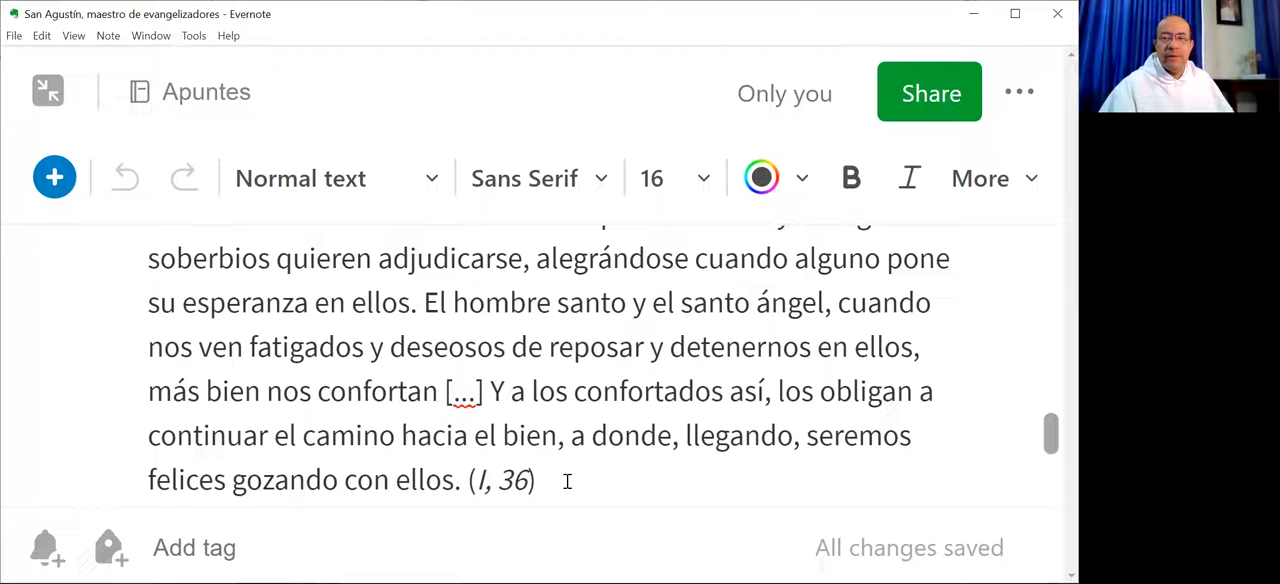 San Agustín, maestro de evangelizadores - Evernote
File Edit View Note Window Tools Help
Apuntes
Only you
Share
Normal text
Sans Serif
16
B
I
More
soberbios quieren adjudicarse, alegrándose cuando alguno pone
su esperanza en ellos. El hombre santo y el santo ángel, cuando
nos ven fatigados y deseosos de reposar y detenernos en ellos,
más bien nos confortan [...] Y a los confortados así, los obligan a
continuar el camino hacia el bien, a donde, llegando, seremos
felices gozando con ellos. (I, 36)
Add tag
All changes saved